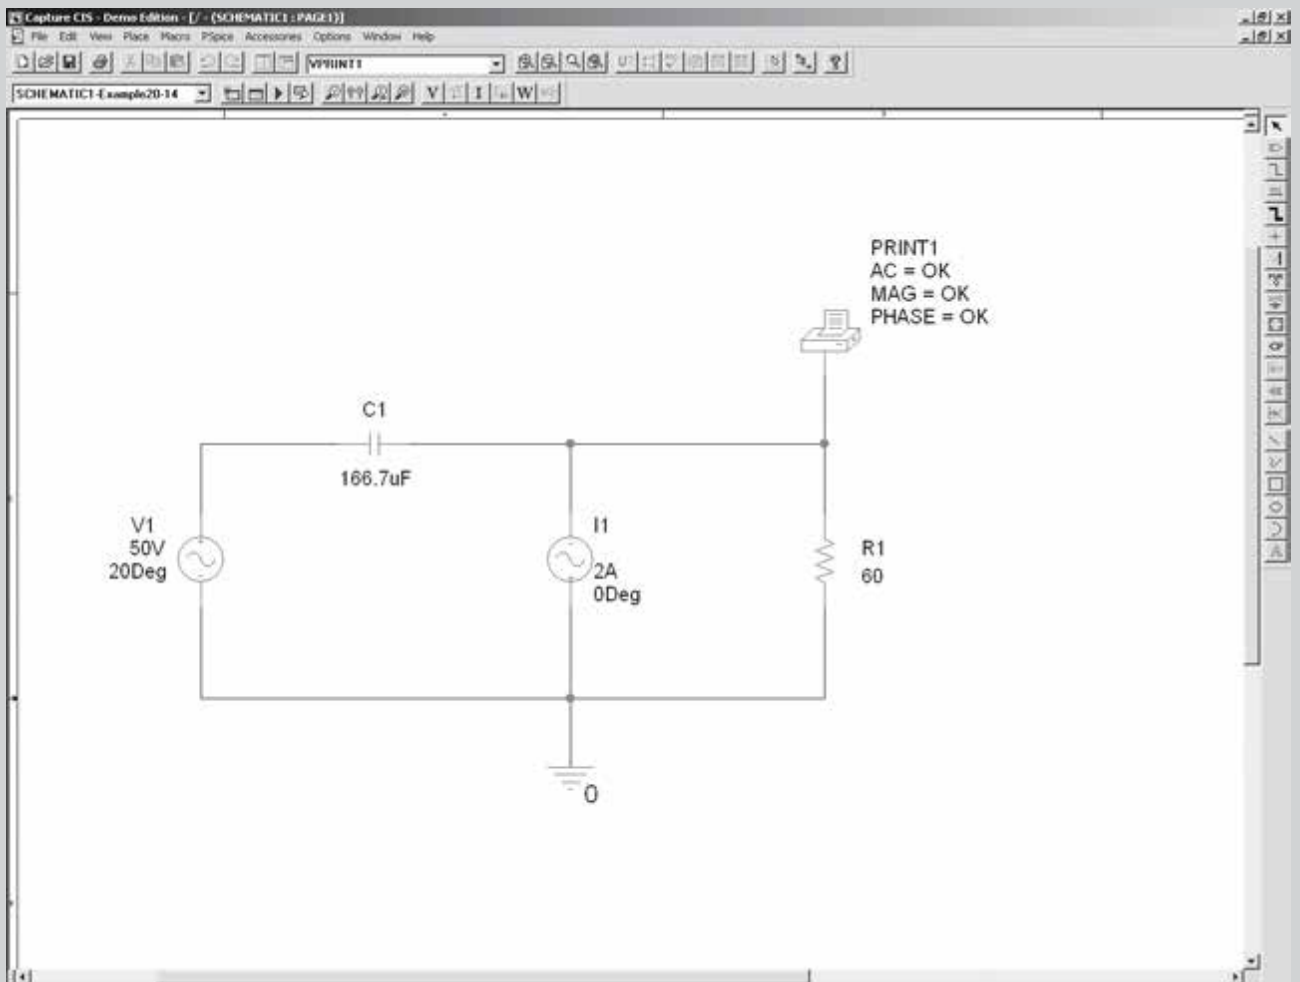 Capture CIS - Demo Edition - [/ - (SCHEMATIC1 : PAGE1)]
File Edit View Place Macro PSpice Accessories Options Window Help
VPRINT1
SCHEMATIC1-Example20-14
V I W
PRINT1
AC = OK
MAG = OK
PHASE = OK
C1
166.7uF
V1
50V
20Deg
I1
2A
0Deg
R1
60
0